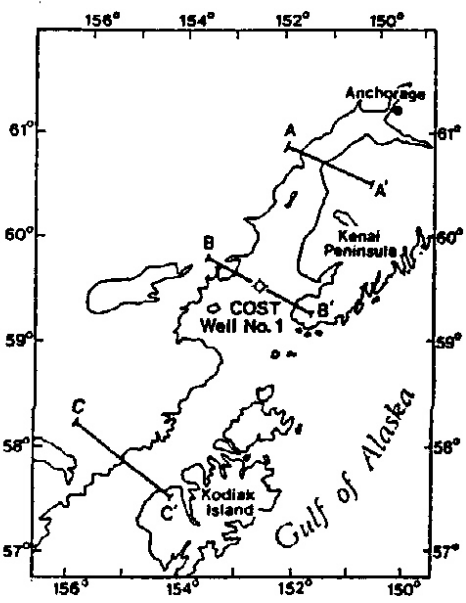 156° 154° 152° 150°
Anchorage
61°
A
61°
A'
60°
B
Kenai
60°
Peninsula
COST
B'
Well No. 1
59°
59°
C
58°
58°
Kodiak
Island
C'
Gulf of Alaska
57°
57°
156° 154° 152° 150°